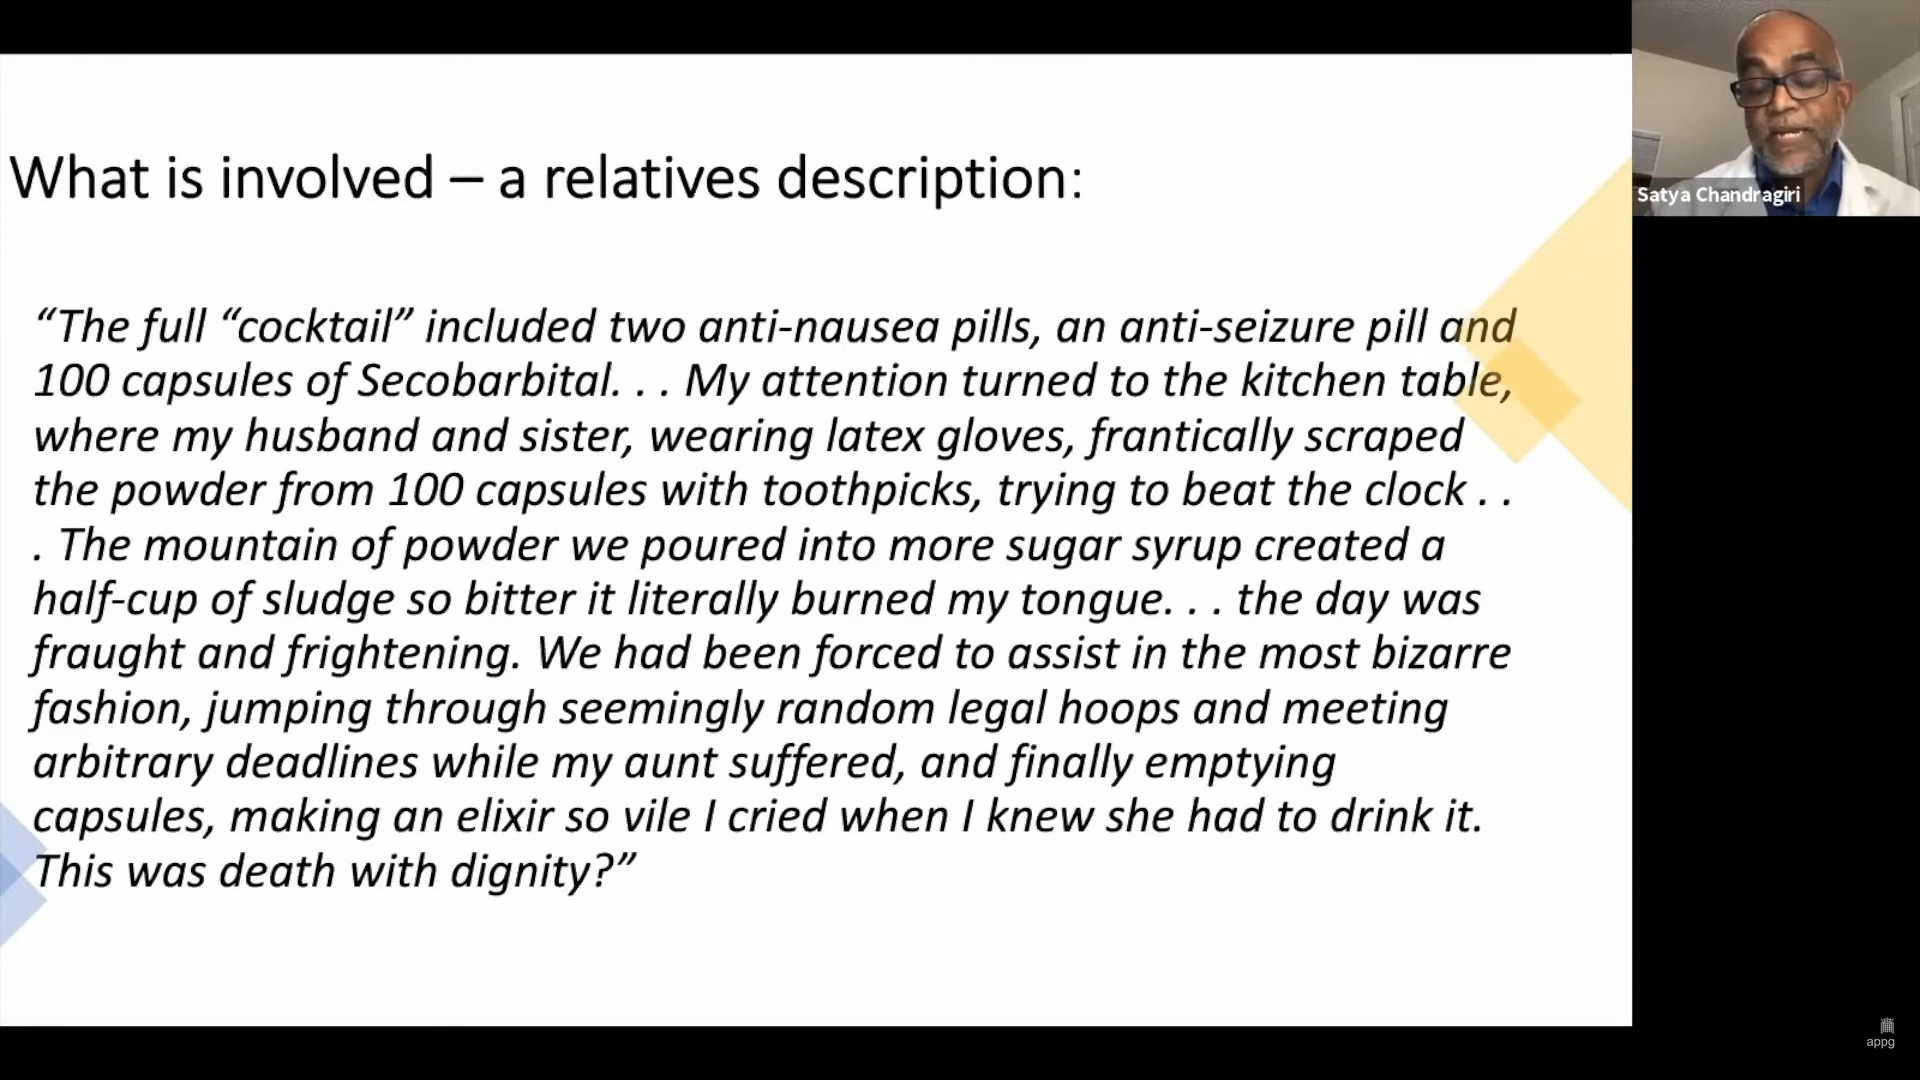 What is involved – a relatives description:
“The full “cocktail” included two anti-nausea pills, an anti-seizure pill and
100 capsules of Secobarbital. . . My attention turned to the kitchen table,
where my husband and sister, wearing latex gloves, frantically scraped
the powder from 100 capsules with toothpicks, trying to beat the clock . .
. The mountain of powder we poured into more sugar syrup created a
half-cup of sludge so bitter it literally burned my tongue. . . the day was
fraught and frightening. We had been forced to assist in the most bizarre
fashion, jumping through seemingly random legal hoops and meeting
arbitrary deadlines while my aunt suffered, and finally emptying
capsules, making an elixir so vile I cried when I knew she had to drink it.
This was death with dignity?”
Satya Chandragiri
appg